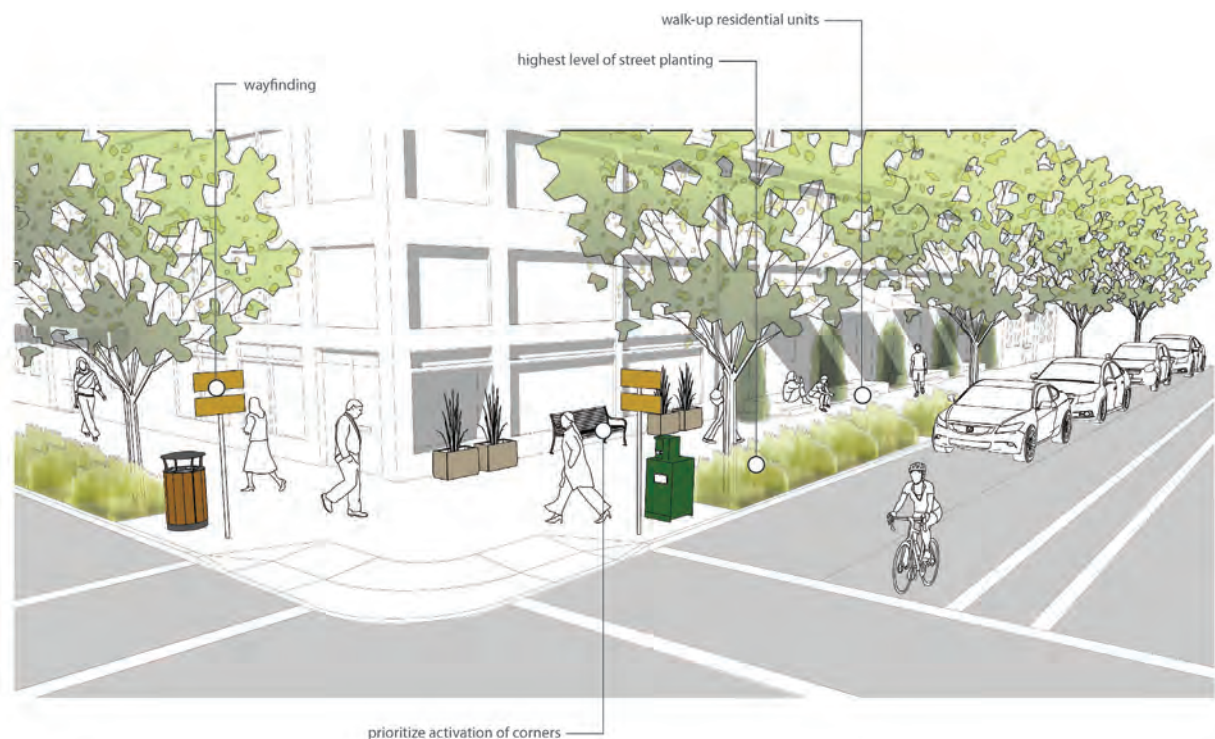 walk-up residential units
highest level of street planting
wayfinding
prioritize activation of corners